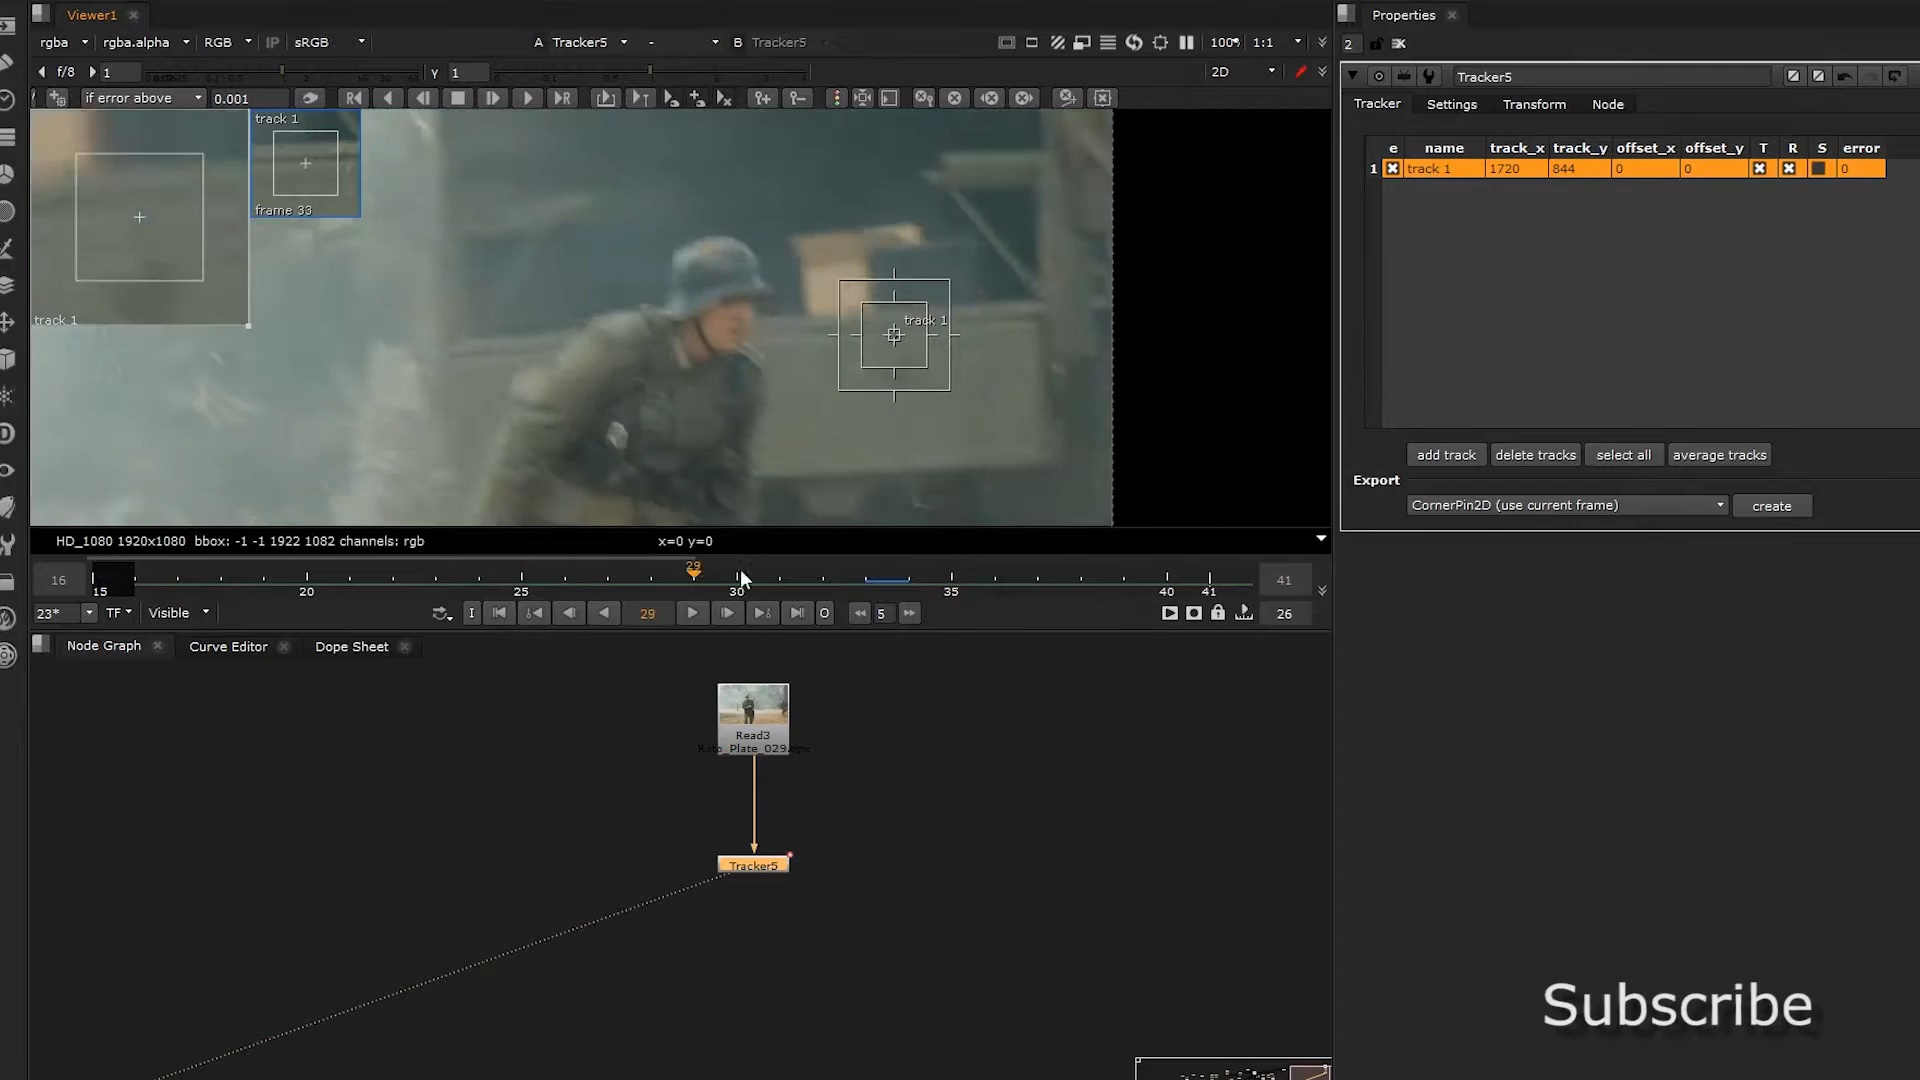 Viewer1
Properties
rgba rgba.alpha RGB IP sRGB A Tracker5 - B Tracker5 100% 1:1
2
f/8 1 Y 1 2D
Tracker5
if error above 0.001
Tracker Settings Transform Node
track 1
frame 33
track 1
track 1
e name track_x track_y offset_x offset_y T R S error
1 track 1 1720 844 0 0 0
add track delete tracks select all average tracks
Export
CornerPin2D (use current frame) create
HD_1080 1920x1080 bbox: -1 -1 1922 1082 channels: rgb x=0 y=0
16 29 41
15 20 25 30 35 40 41
23* TF Visible I 29 O 5 26
Node Graph Curve Editor Dope Sheet
Read3
Roto_Plate_029.dpx
Tracker5
Subscribe